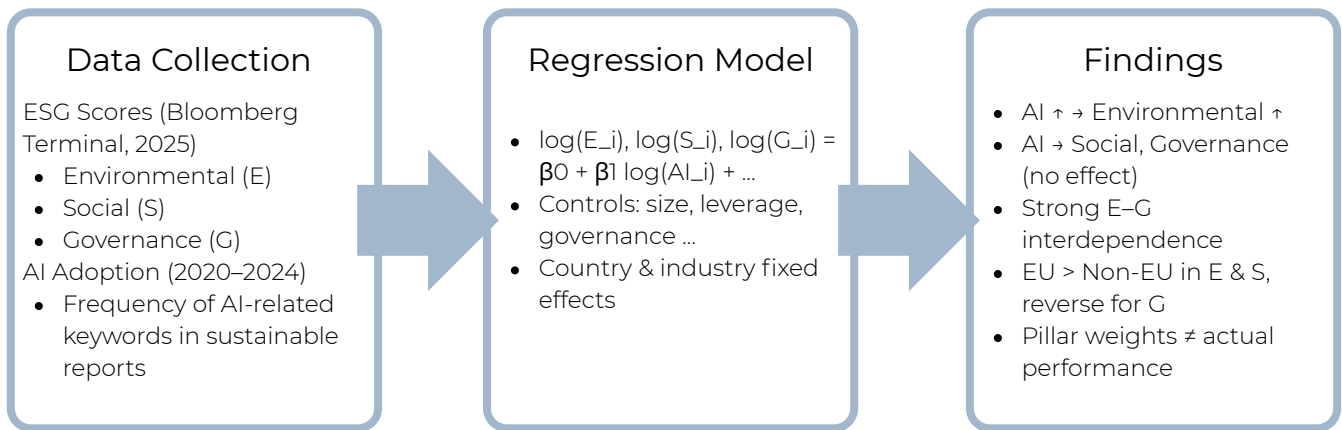 Data Collection
ESG Scores (Bloomberg
Terminal, 2025)
• Environmental (E)
• Social (S)
• Governance (G)
AI Adoption (2020–2024)
• Frequency of AI-related
keywords in sustainable
reports
Regression Model
• log(E_i), log(S_i), log(G_i) =
β0 + β1 log(AI_i) + ...
• Controls: size, leverage,
governance ...
• Country & industry fixed
effects
Findings
• AI ↑ → Environmental ↑
• AI → Social, Governance
(no effect)
• Strong E–G
interdependence
• EU > Non-EU in E & S,
reverse for G
• Pillar weights ≠ actual
performance